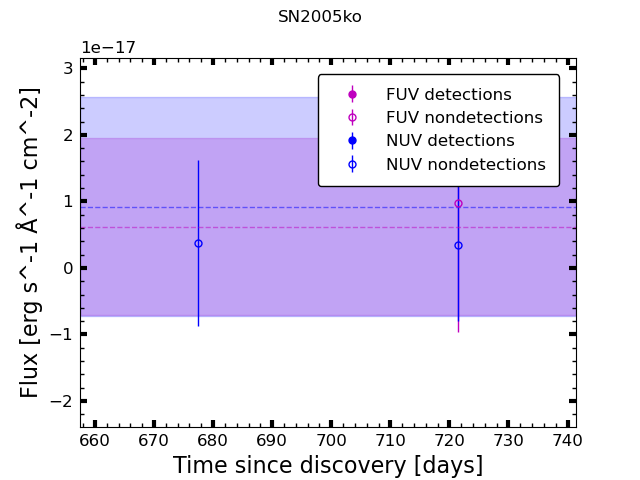 SN2005ko
1e−17
3
2
1
0
−1
−2
Flux [erg s^-1 Å^-1 cm^-2]
FUV detections
FUV nondetections
NUV detections
NUV nondetections
660 670 680 690 700 710 720 730 740
Time since discovery [days]